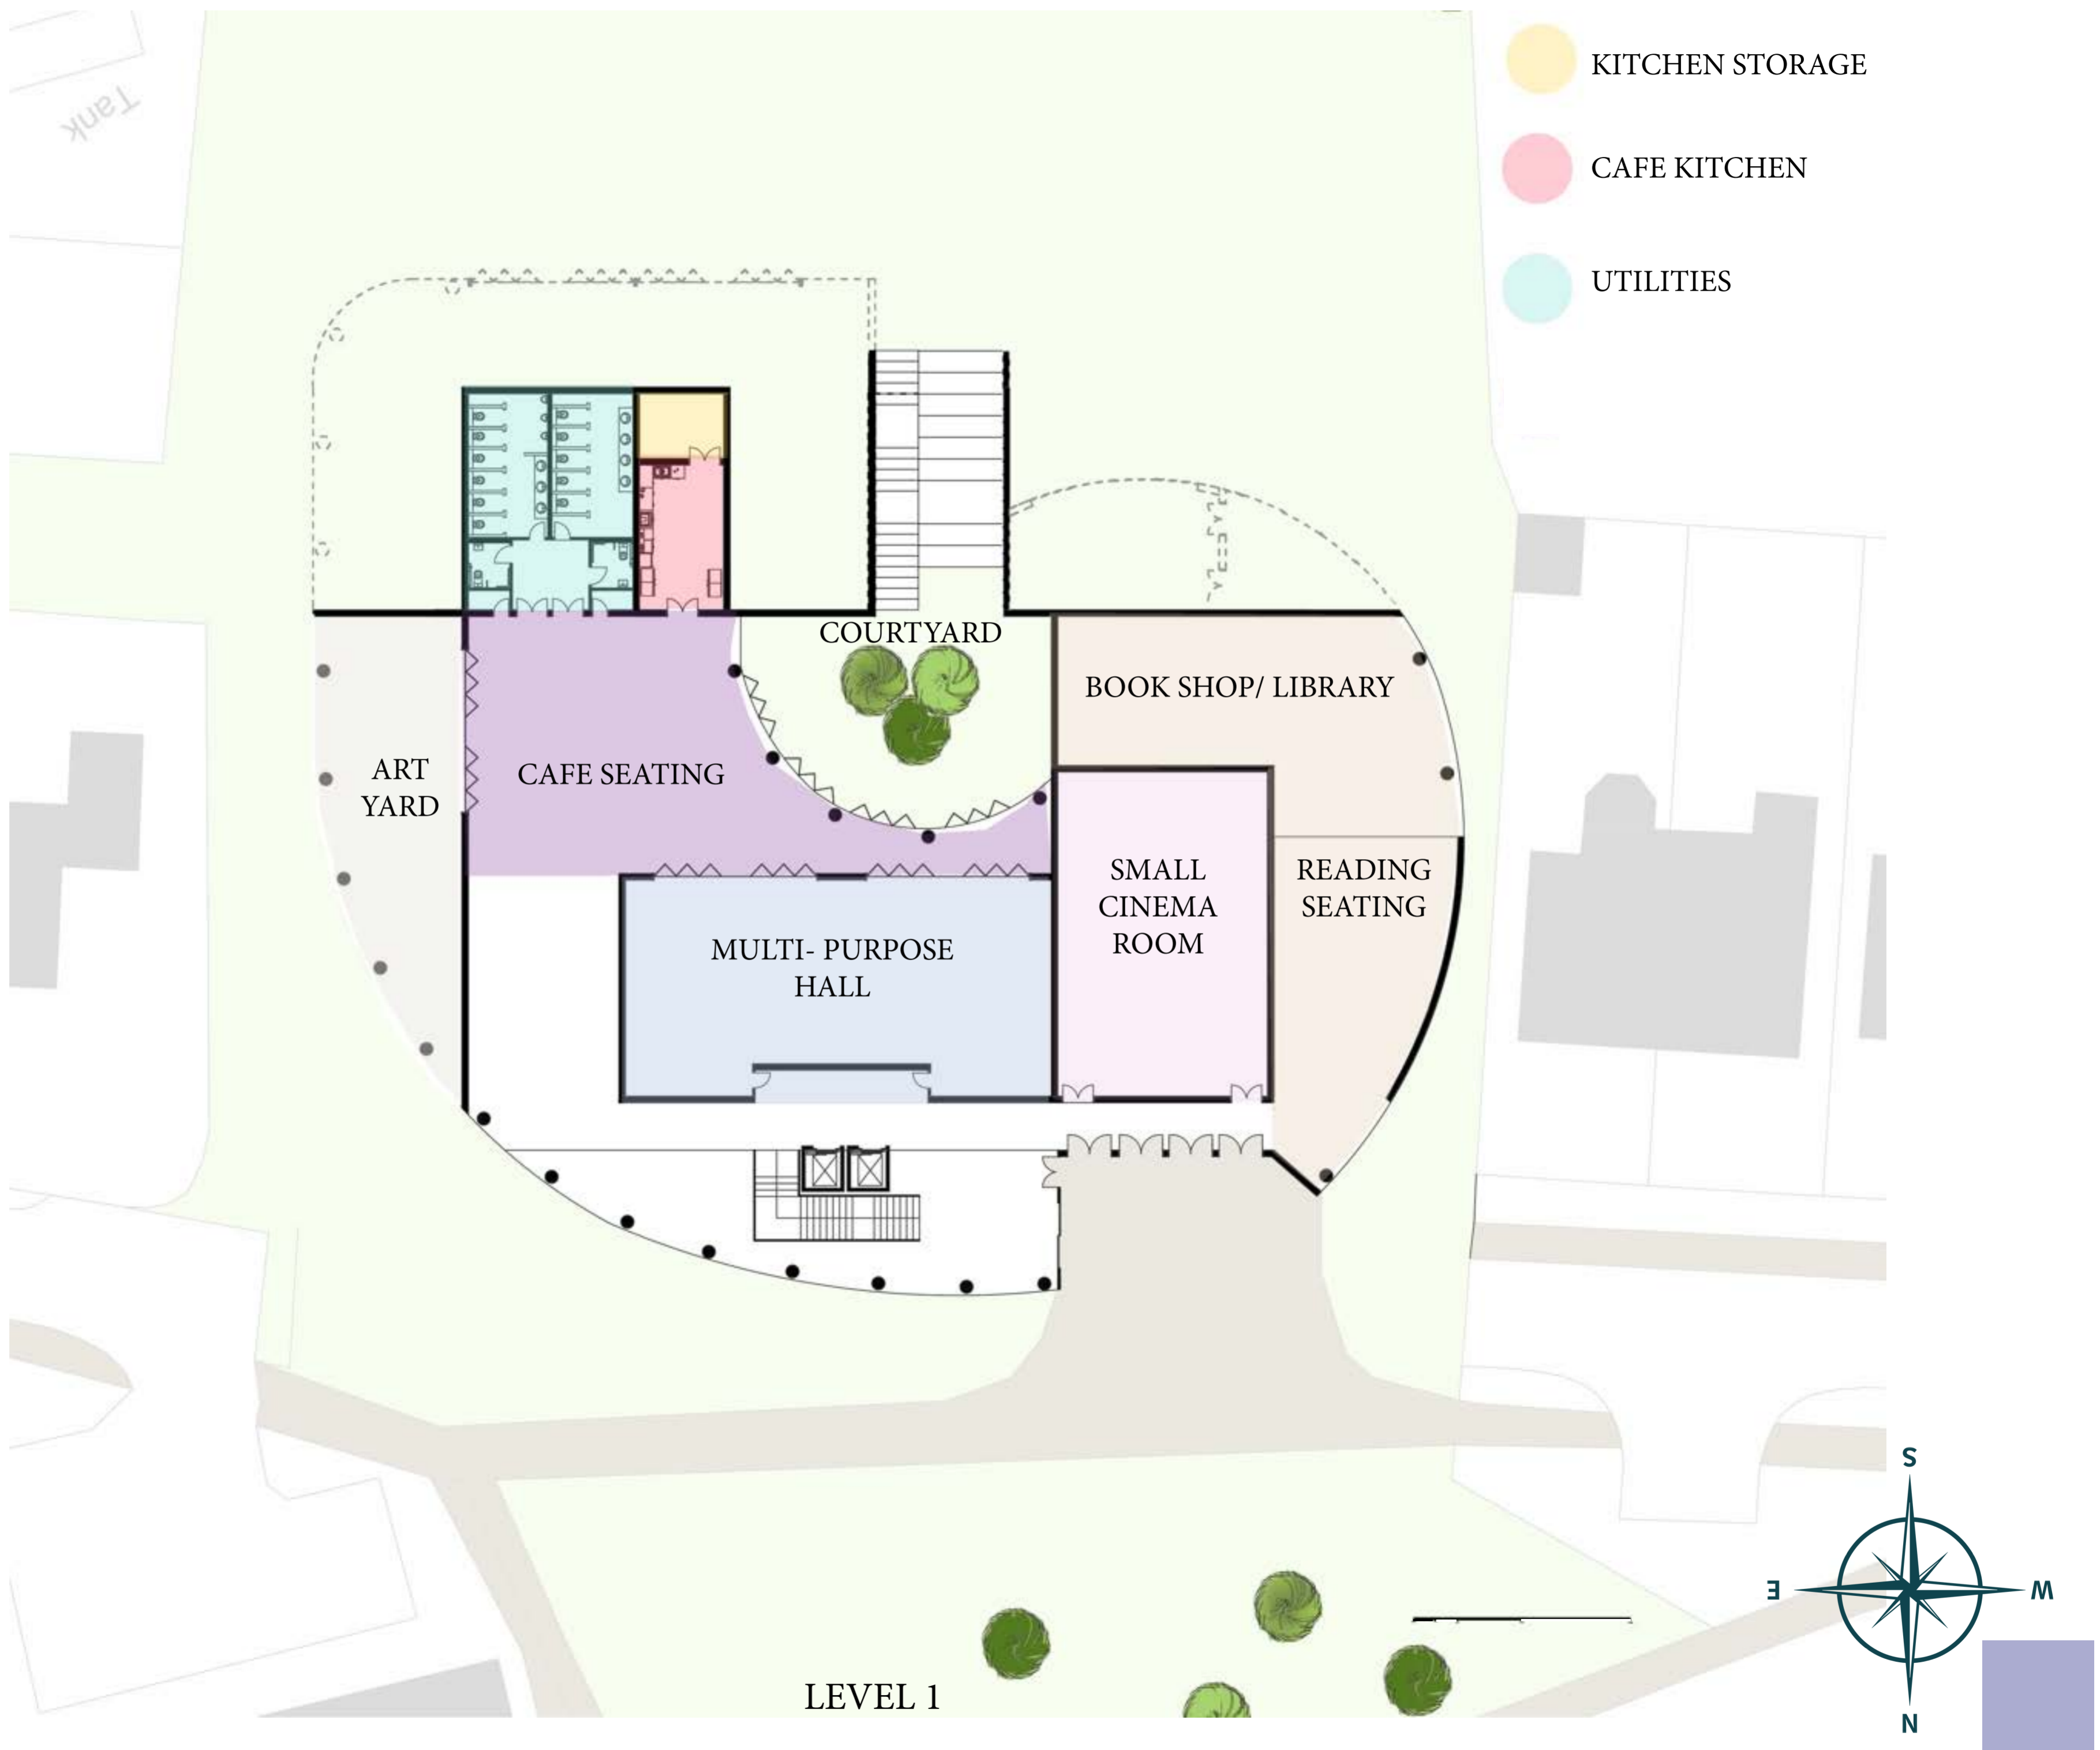 KITCHEN STORAGE
Tank
CAFE KITCHEN
UTILITIES
COURTYARD
BOOK SHOP/ LIBRARY
ART
YARD
CAFE SEATING
SMALL
CINEMA
ROOM
READING
SEATING
MULTI- PURPOSE
HALL
S
E
W
N
LEVEL 1